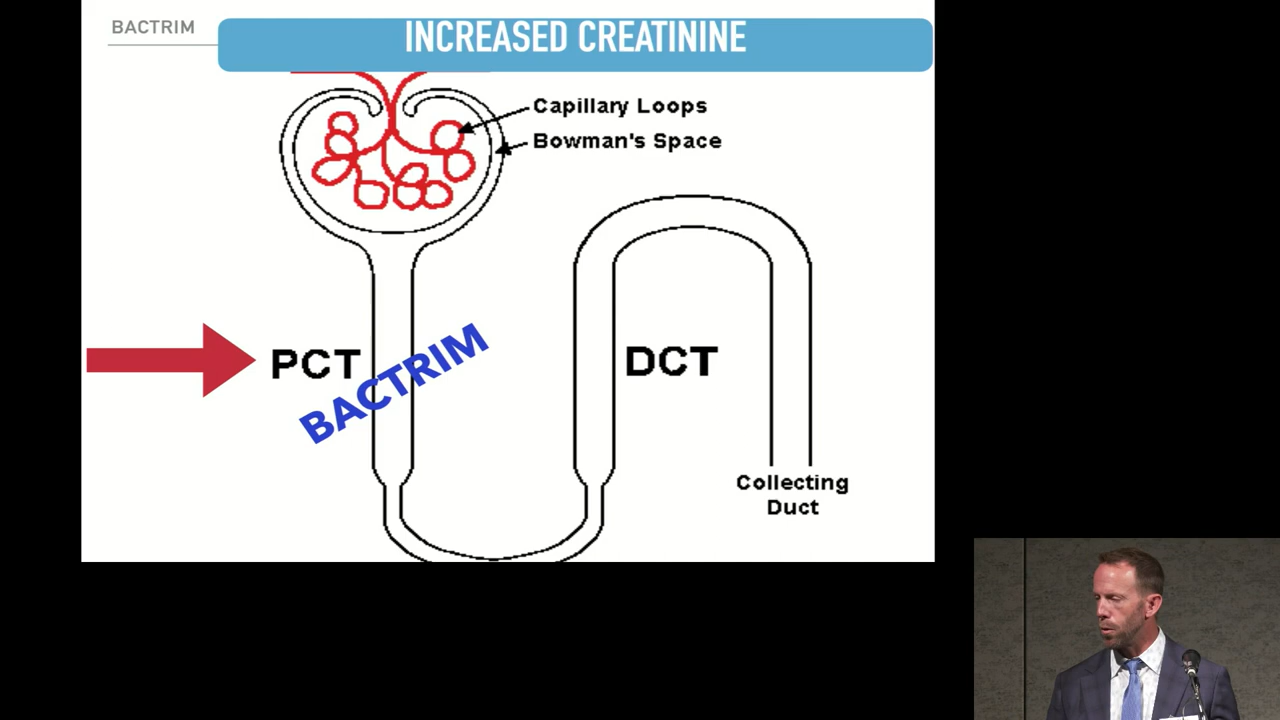 BACTRIM
INCREASED CREATININE
Capillary Loops
Bowman's Space
PCT
BACTRIM
DCT
Collecting
Duct